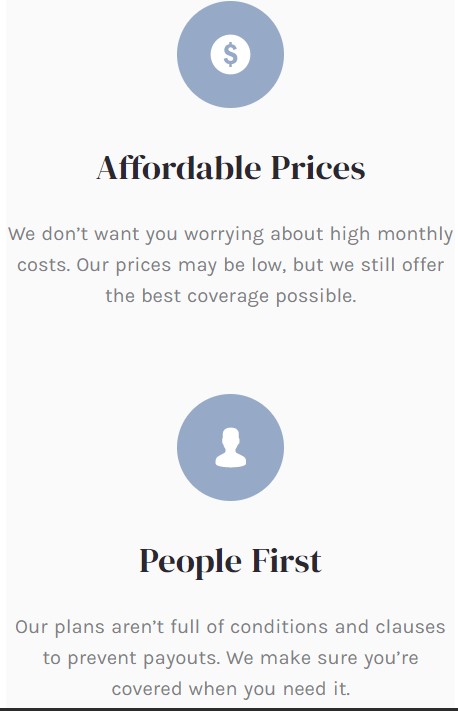 $
Affordable Prices
We don’t want you worrying about high monthly
costs. Our prices may be low, but we still offer
the best coverage possible.
People First
Our plans aren’t full of conditions and clauses
to prevent payouts. We make sure you’re
covered when you need it.